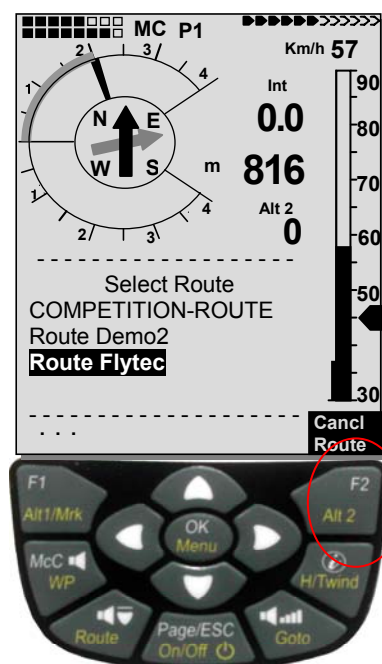 MC P1
Km/h 57
2 3
4
1
Int
0.0
90
80
N E
W S
m 816
70
1
2 3 4
Alt 2
0
60
Select Route
COMPETITION-ROUTE
Route Demo2
Route Flytec
50
30
. . .
Cancl
Route
F1
F2
Alt1/Mrk
OK
Menu
Alt 2
McC
WP
i
H/Twind
Route
Page/ESC
On/Off
Goto